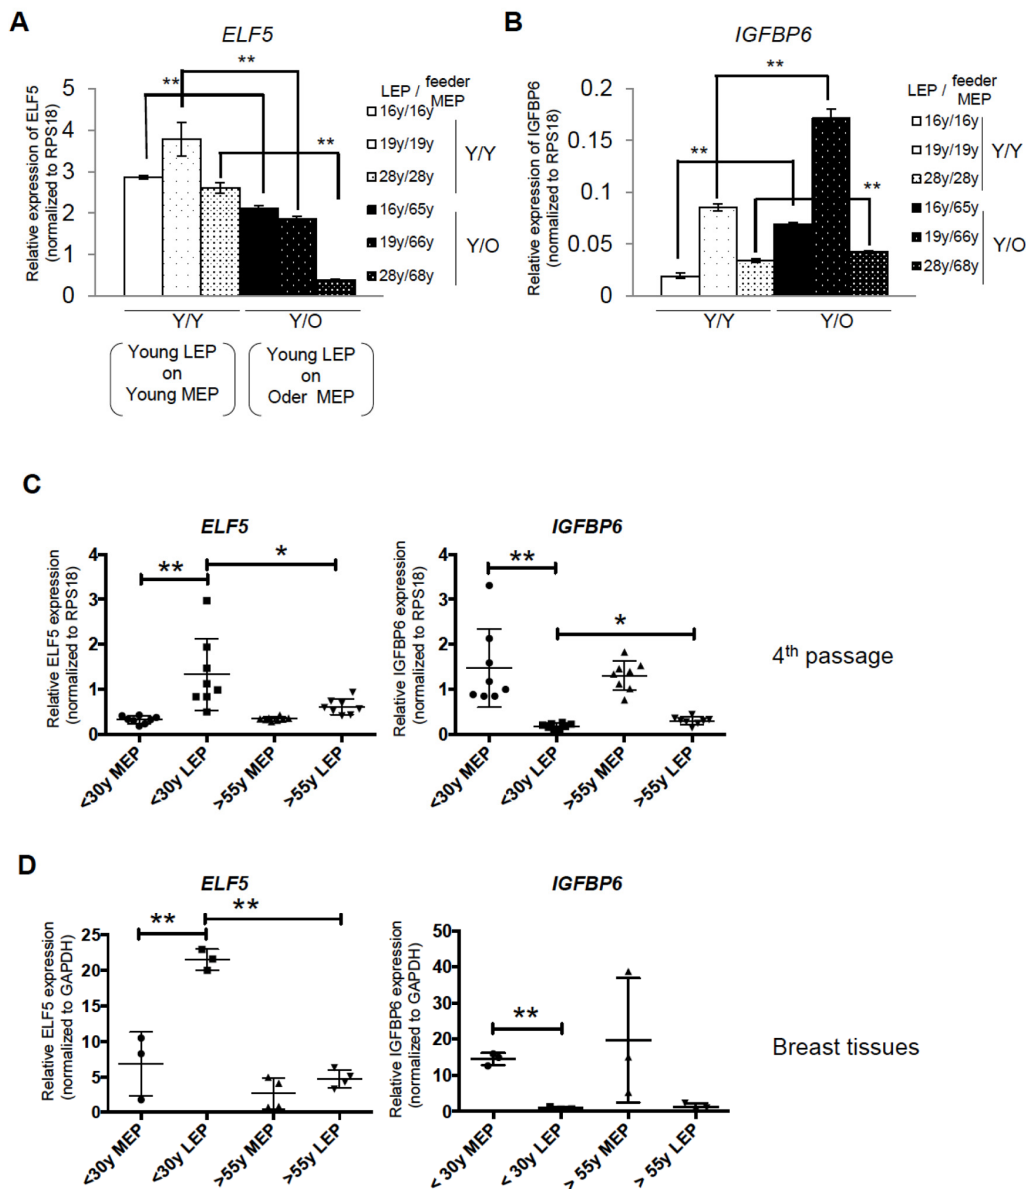 A
ELF5
Relative expression of ELF5
(normalized to RPS18)
5
4
3
2
1
0
**
**
**
LEP / feeder
MEP
16y/16y
19y/19y
28y/28y
16y/65y
19y/66y
28y/68y
Y/Y
Y/O
Y/Y
Y/O
Young LEP
on
Young MEP
Young LEP
on
Oder MEP
B
IGFBP6
Relative expression of IGFBP6
(normalized to RPS18)
0.2
0.15
0.1
0.05
0
**
**
**
LEP / feeder
MEP
16y/16y
19y/19y
28y/28y
16y/65y
19y/66y
28y/68y
Y/Y
Y/O
Y/Y
Y/O
C
ELF5
Relative ELF5 expression
(normalized to RPS18)
4
3
2
1
0
**
*
<30y MEP
<30y LEP
>55y MEP
>55y LEP
IGFBP6
Relative IGFBP6 expression
(normalized to RPS18)
4
3
2
1
0
**
*
<30y MEP
<30y LEP
>55y MEP
>55y LEP
4th passage
D
ELF5
Relative ELF5 expression
(normalized to GAPDH)
25
20
15
10
5
0
**
**
<30y MEP
<30y LEP
>55y MEP
>55y LEP
IGFBP6
Relative IGFBP6 expression
(normalized to GAPDH)
50
40
30
20
10
0
**
< 30y MEP
< 30y LEP
> 55y MEP
> 55y LEP
Breast tissues